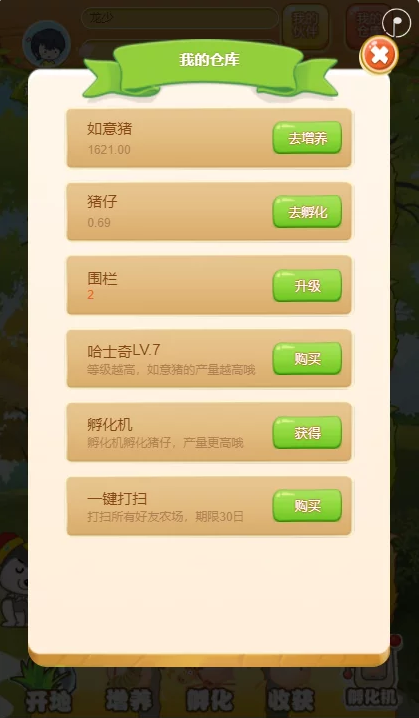 龙少
我的
伙伴
我的
仓库
我的仓库
如意猪
1621.00
去增养
猪仔
0.69
去孵化
围栏
2
升级
哈士奇LV.7
等级越高，如意猪的产量越高哦
购买
孵化机
孵化机孵化猪仔，产量更高哦
获得
一键打扫
打扫所有好友农场，期限30日
购买
开地
增养
孵化
收获
孵化机